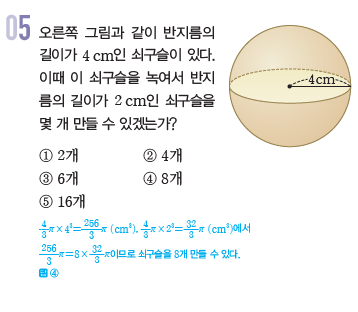 05 오른쪽 그림과 같이 반지름의
길이가 4 cm인 쇠구슬이 있다.
이때 이 쇠구슬을 녹여서 반지
름의 길이가 2 cm인 쇠구슬을
몇 개 만들 수 있겠는가?
4cm
① 2개 ② 4개
③ 6개 ④ 8개
⑤ 16개
4/3 π×4³=256/3 π (cm³), 4/3 π×2³=32/3 π (cm³)에서
256/3 π=8×32/3 π이므로 쇠구슬을 8개 만들 수 있다.
답 ④